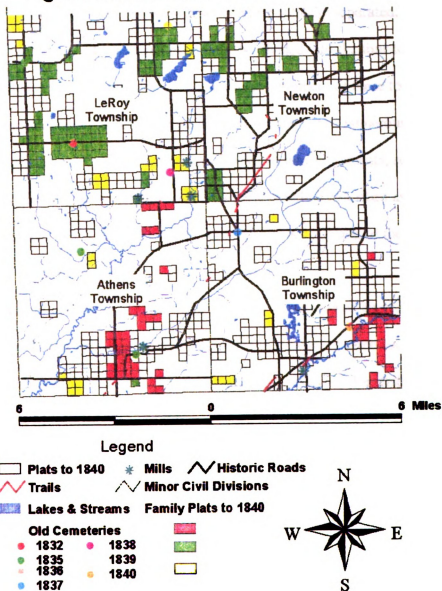 LeRoy
Township
Newton
Township
Athens
Township
Burlington
Township
6 0 6 Miles
Legend
Plats to 1840 Mills Historic Roads
Trails Minor Civil Divisions
Lakes & Streams Family Plats to 1840
Old Cemeteries
1832 1838
1835 1839
1836 1840
1837
N
W E
S